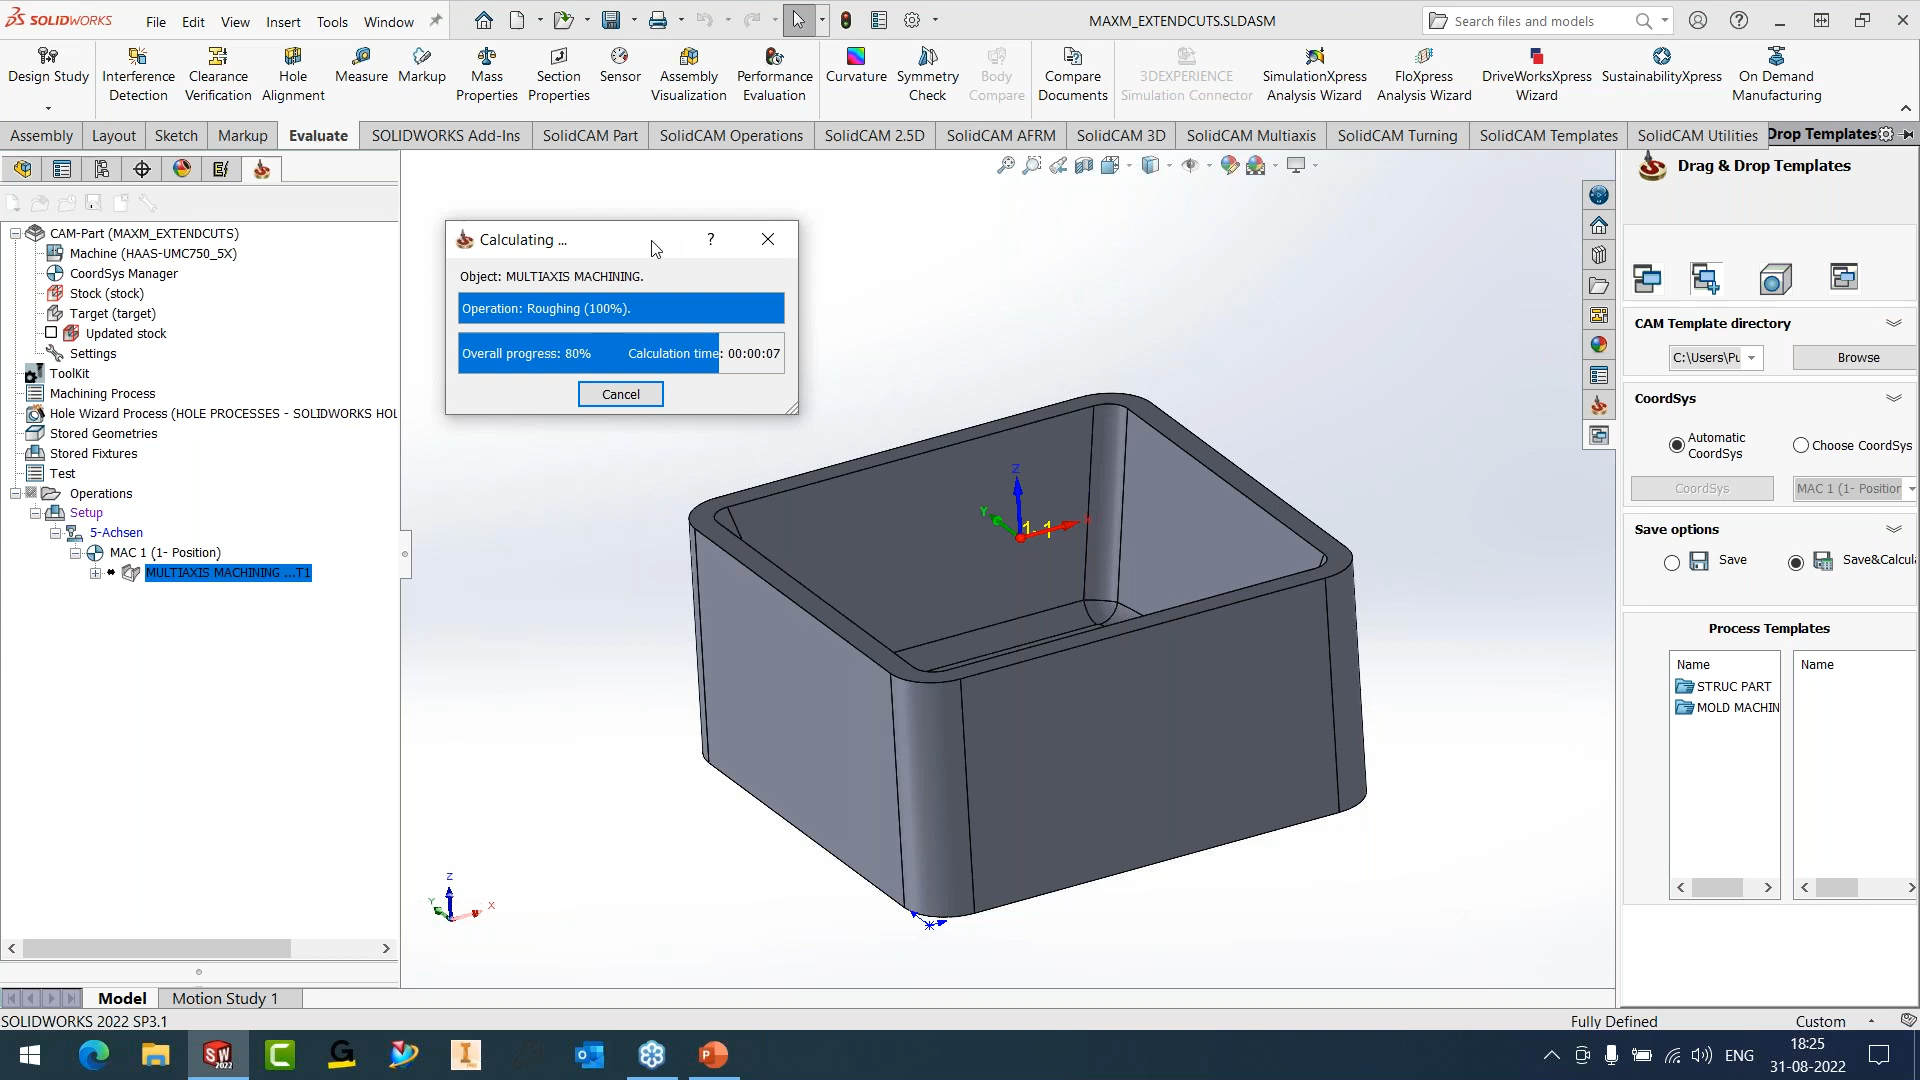 SOLIDWORKS
File Edit View Insert Tools Window
MAXM_EXTENDCUTS.SLDASM
Search files and models
Design Study
Interference Detection
Clearance Verification
Hole Alignment
Measure
Markup
Mass Properties
Section Properties
Sensor
Assembly Visualization
Performance Evaluation
Curvature
Symmetry Check
Body Compare
Compare Documents
3DEXPERIENCE Simulation Connector
SimulationXpress Analysis Wizard
FloXpress Analysis Wizard
DriveWorksXpress Wizard
SustainabilityXpress
On Demand Manufacturing
Assembly Layout Sketch Markup Evaluate SOLIDWORKS Add-Ins SolidCAM Part SolidCAM Operations SolidCAM 2.5D SolidCAM AFRM SolidCAM 3D SolidCAM Multiaxis SolidCAM Turning SolidCAM Templates SolidCAM Utilities Drop Templates
Drag & Drop Templates
CAM-Part (MAXM_EXTENDCUTS)
Machine (HAAS-UMC750_5X)
CoordSys Manager
Stock (stock)
Target (target)
Updated stock
Settings
ToolKit
Machining Process
Hole Wizard Process (HOLE PROCESSES - SOLIDWORKS HOL
Stored Geometries
Stored Fixtures
Test
Operations
Setup
5-Achsen
MAC 1 (1- Position)
MULTIAXIS MACHINING ...T1
Calculating ...
?
Object: MULTIAXIS MACHINING.
Operation: Roughing (100%).
Overall progress: 80% Calculation time: 00:00:07
Cancel
Z
Y
X
1- 1
Z
Y
X
CAM Template directory
C:\Users\Pu
Browse
CoordSys
Automatic CoordSys
Choose CoordSys
CoordSys
MAC 1 (1- Position
Save options
Save
Save&Calcula
Process Templates
Name
STRUC PART
MOLD MACHIN
Name
Model
Motion Study 1
SOLIDWORKS 2022 SP3.1
Fully Defined
Custom
SW 2022
ENG
18:25
31-08-2022